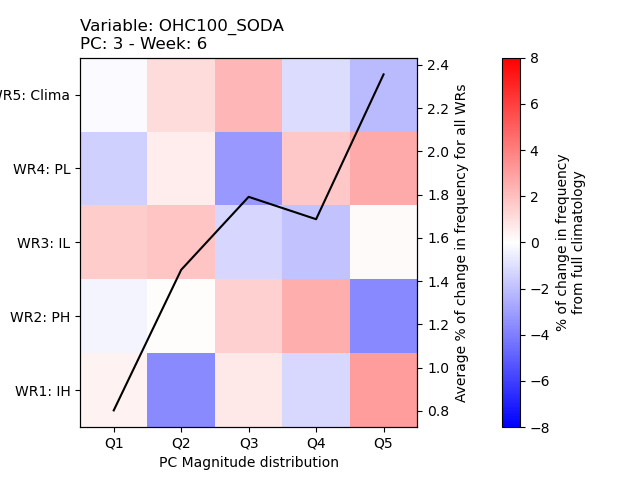 Variable: OHC100_SODA
PC: 3 - Week: 6
WR5: Clima
WR4: PL
WR3: IL
WR2: PH
WR1: IH
Q1 Q2 Q3 Q4 Q5
PC Magnitude distribution
2.4
2.2
2.0
1.8
1.6
1.4
1.2
1.0
0.8
Average % of change in frequency for all WRs
8
6
4
2
0
−2
−4
−6
−8
% of change in frequency
from full climatology